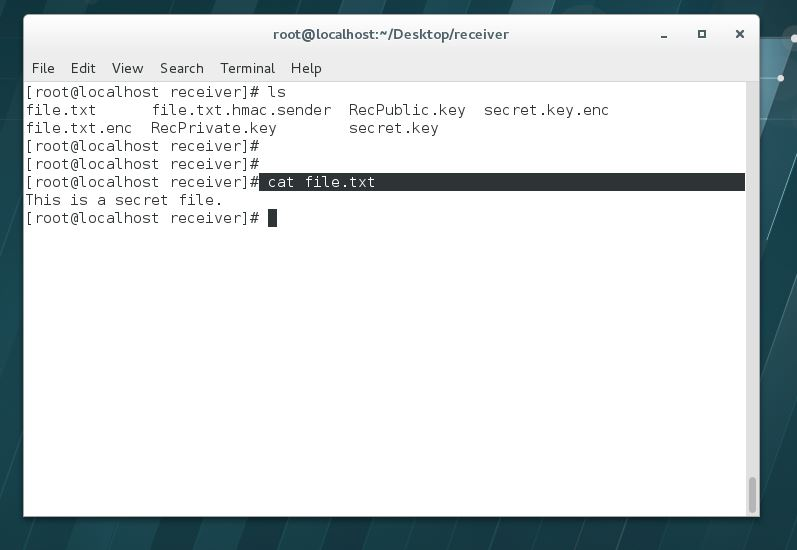 root@localhost:~/Desktop/receiver
File Edit View Search Terminal Help
[root@localhost receiver]# ls
file.txt      file.txt.hmac.sender  RecPublic.key  secret.key.enc
file.txt.enc  RecPrivate.key        secret.key
[root@localhost receiver]#
[root@localhost receiver]#
[root@localhost receiver]# cat file.txt
This is a secret file.
[root@localhost receiver]#